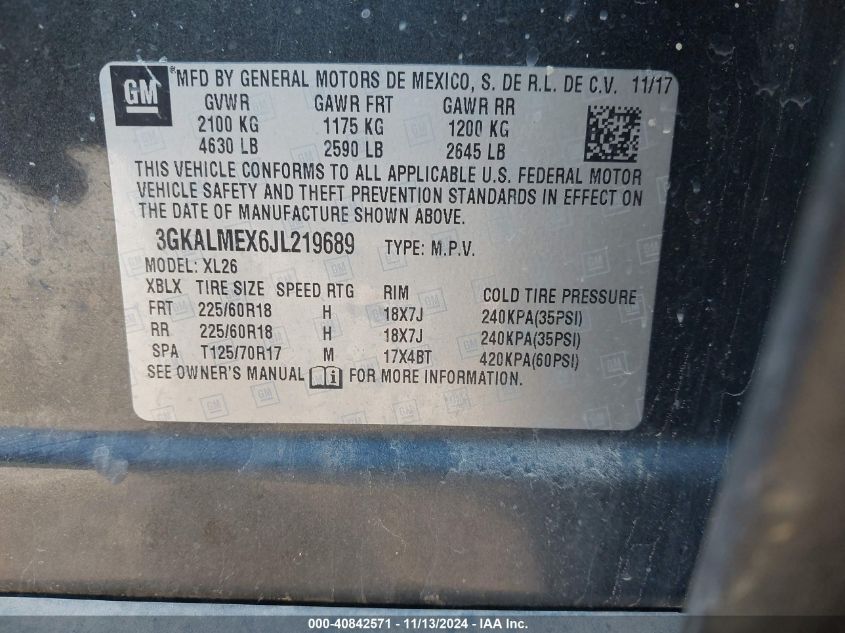 GM ® MFD BY GENERAL MOTORS DE MEXICO, S. DE R.L. DE C.V. 11/17
GVWR GAWR FRT GAWR RR
2100 KG 1175 KG 1200 KG
4630 LB 2590 LB 2645 LB
THIS VEHICLE CONFORMS TO ALL APPLICABLE U.S. FEDERAL MOTOR
VEHICLE SAFETY AND THEFT PREVENTION STANDARDS IN EFFECT ON
THE DATE OF MANUFACTURE SHOWN ABOVE.
3GKALMEX6JL219689 TYPE: M.P.V.
MODEL: XL26
XBLX TIRE SIZE SPEED RTG RIM COLD TIRE PRESSURE
FRT 225/60R18 H 18X7J 240KPA(35PSI)
RR 225/60R18 H 18X7J 240KPA(35PSI)
SPA T125/70R17 M 17X4BT 420KPA(60PSI)
SEE OWNER'S MANUAL i FOR MORE INFORMATION.
000-40842571 - 11/13/2024 - IAA Inc.